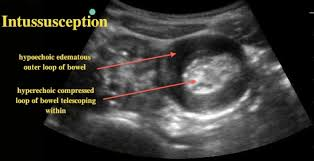 Intussusception
hypoechoic edematous
outer loop of bowel
hyperechoic compressed
loop of bowel telescoping
within